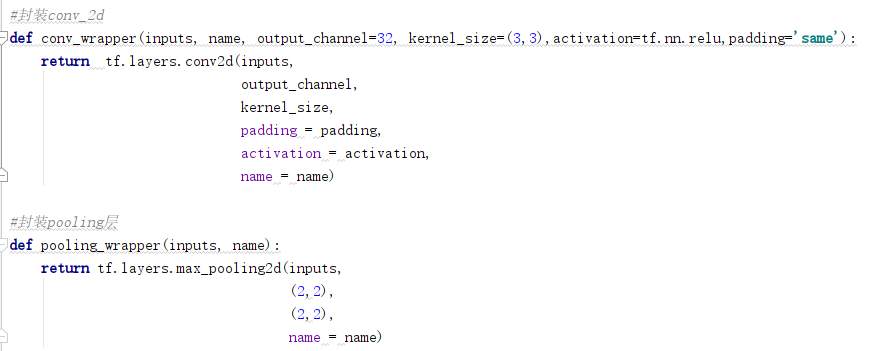 #封装conv_2d
def conv_wrapper(inputs, name, output_channel=32, kernel_size=(3,3),activation=tf.nn.relu,padding='same'):
    return  tf.layers.conv2d(inputs,
                             output_channel,
                             kernel_size,
                             padding = padding,
                             activation = activation,
                             name = name)
#封装pooling层
def pooling_wrapper(inputs, name):
    return tf.layers.max_pooling2d(inputs,
                                   (2,2),
                                   (2,2),
                                   name = name)